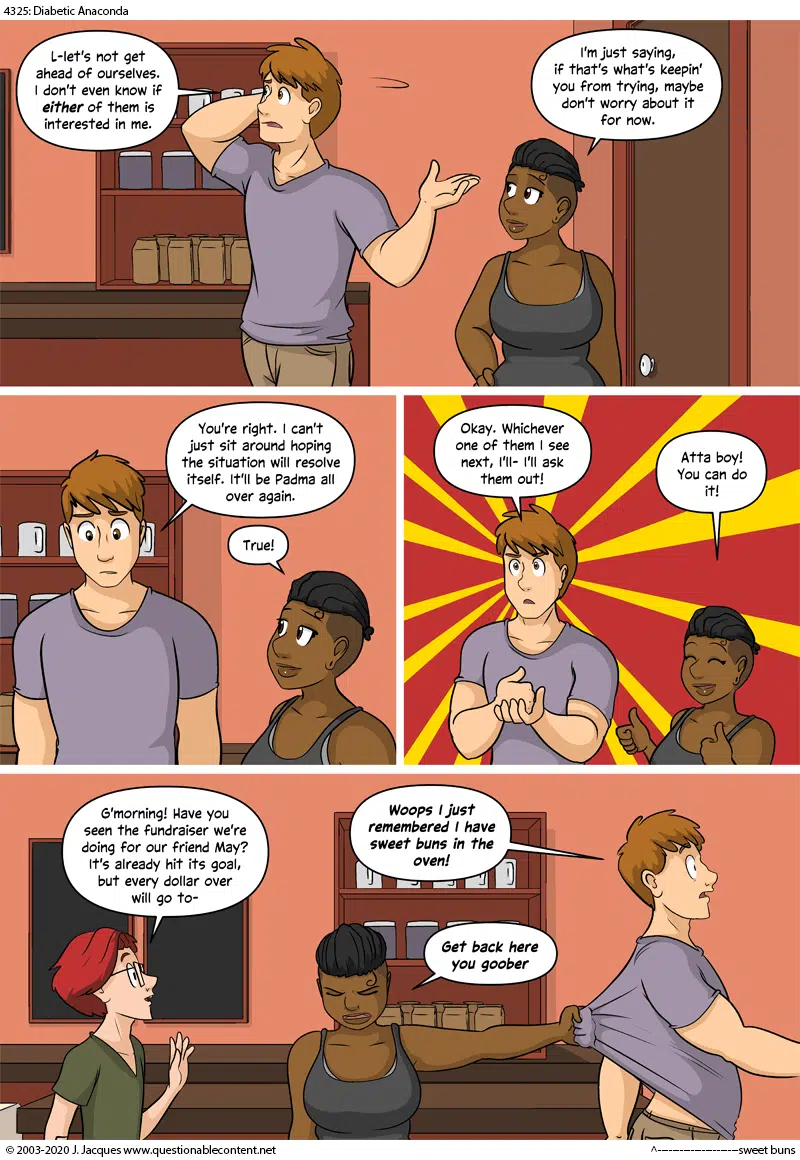 4325: Diabetic Anaconda
L-let's not get
ahead of ourselves.
I don't even know if
either of them is
interested in me.
I'm just saying,
if that's what's keepin'
you from trying, maybe
don't worry about it
for now.
You're right. I can't
just sit around hoping
the situation will resolve
itself. It'll be Padma all
over again.
True!
Okay. Whichever
one of them I see
next, I'll- I'll ask
them out!
Atta boy!
You can do
it!
G'morning! Have you
seen the fundraiser we're
doing for our friend May?
It's already hit its goal,
but every dollar over
will go to-
Woops I just
remembered I have
sweet buns in the
oven!
Get back here
you goober
© 2003-2020 J. Jacques www.questionablecontent.net
^----------------------sweet buns